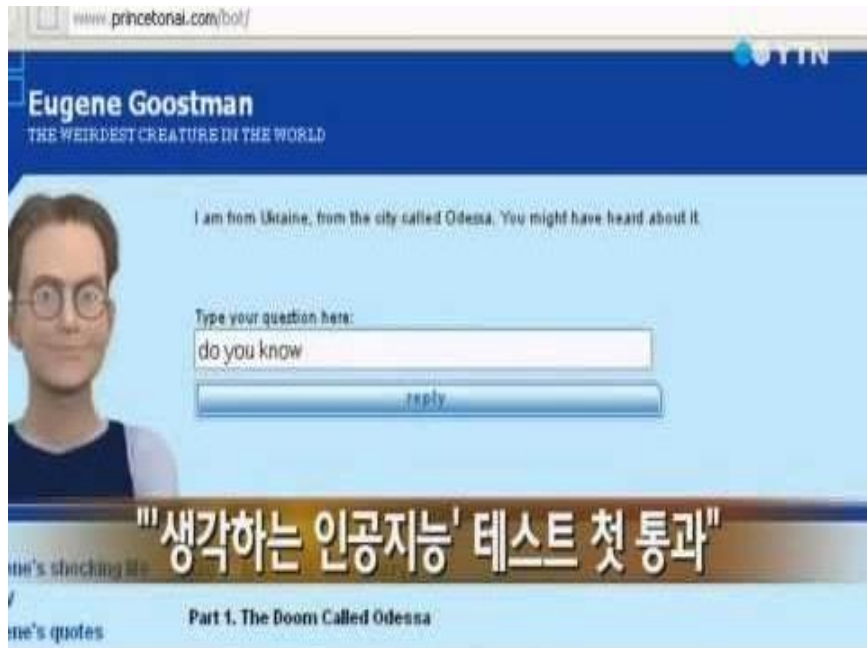 www.princetonai.com/bot/
YTN
Eugene Goostman
THE WEIRDEST CREATURE IN THE WORLD
I am from Ukraine, from the city called Odessa. You might have heard about it.
Type your question here:
do you know
reply
"'생각하는 인공지능' 테스트 첫 통과"
ne's shocking life
y
ene's quotes
Part 1. The Doom Called Odessa